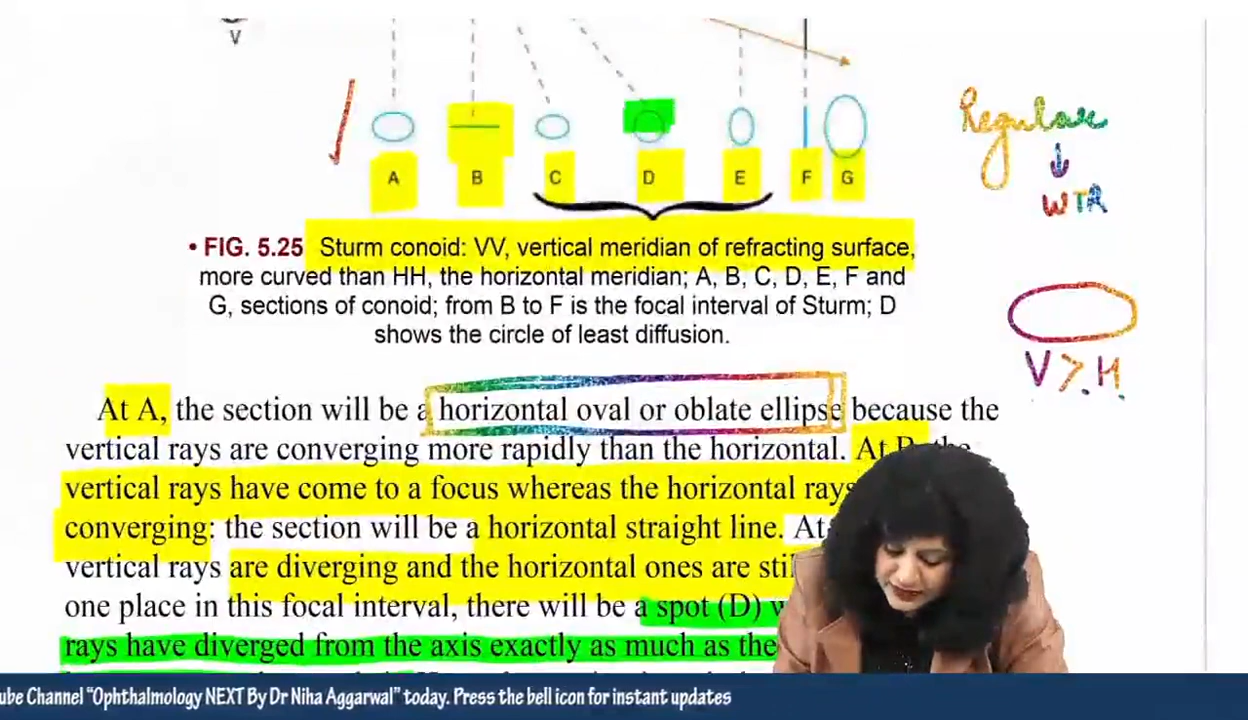 V
Regular
WTR
A B C D E F G
• FIG. 5.25 Sturm conoid: VV, vertical meridian of refracting surface,
more curved than HH, the horizontal meridian; A, B, C, D, E, F and
G, sections of conoid; from B to F is the focal interval of Sturm; D
shows the circle of least diffusion.
V > H
At A, the section will be a horizontal oval or oblate ellipse because the
vertical rays are converging more rapidly than the horizontal. At B, the
vertical rays have come to a focus whereas the horizontal rays
converging: the section will be a horizontal straight line. At
vertical rays are diverging and the horizontal ones are
one place in this focal interval, there will be a spot (D)
rays have diverged from the axis exactly as much as the
ube Channel “Ophthalmology NEXT By Dr Niha Aggarwal” today. Press the bell icon for instant updates